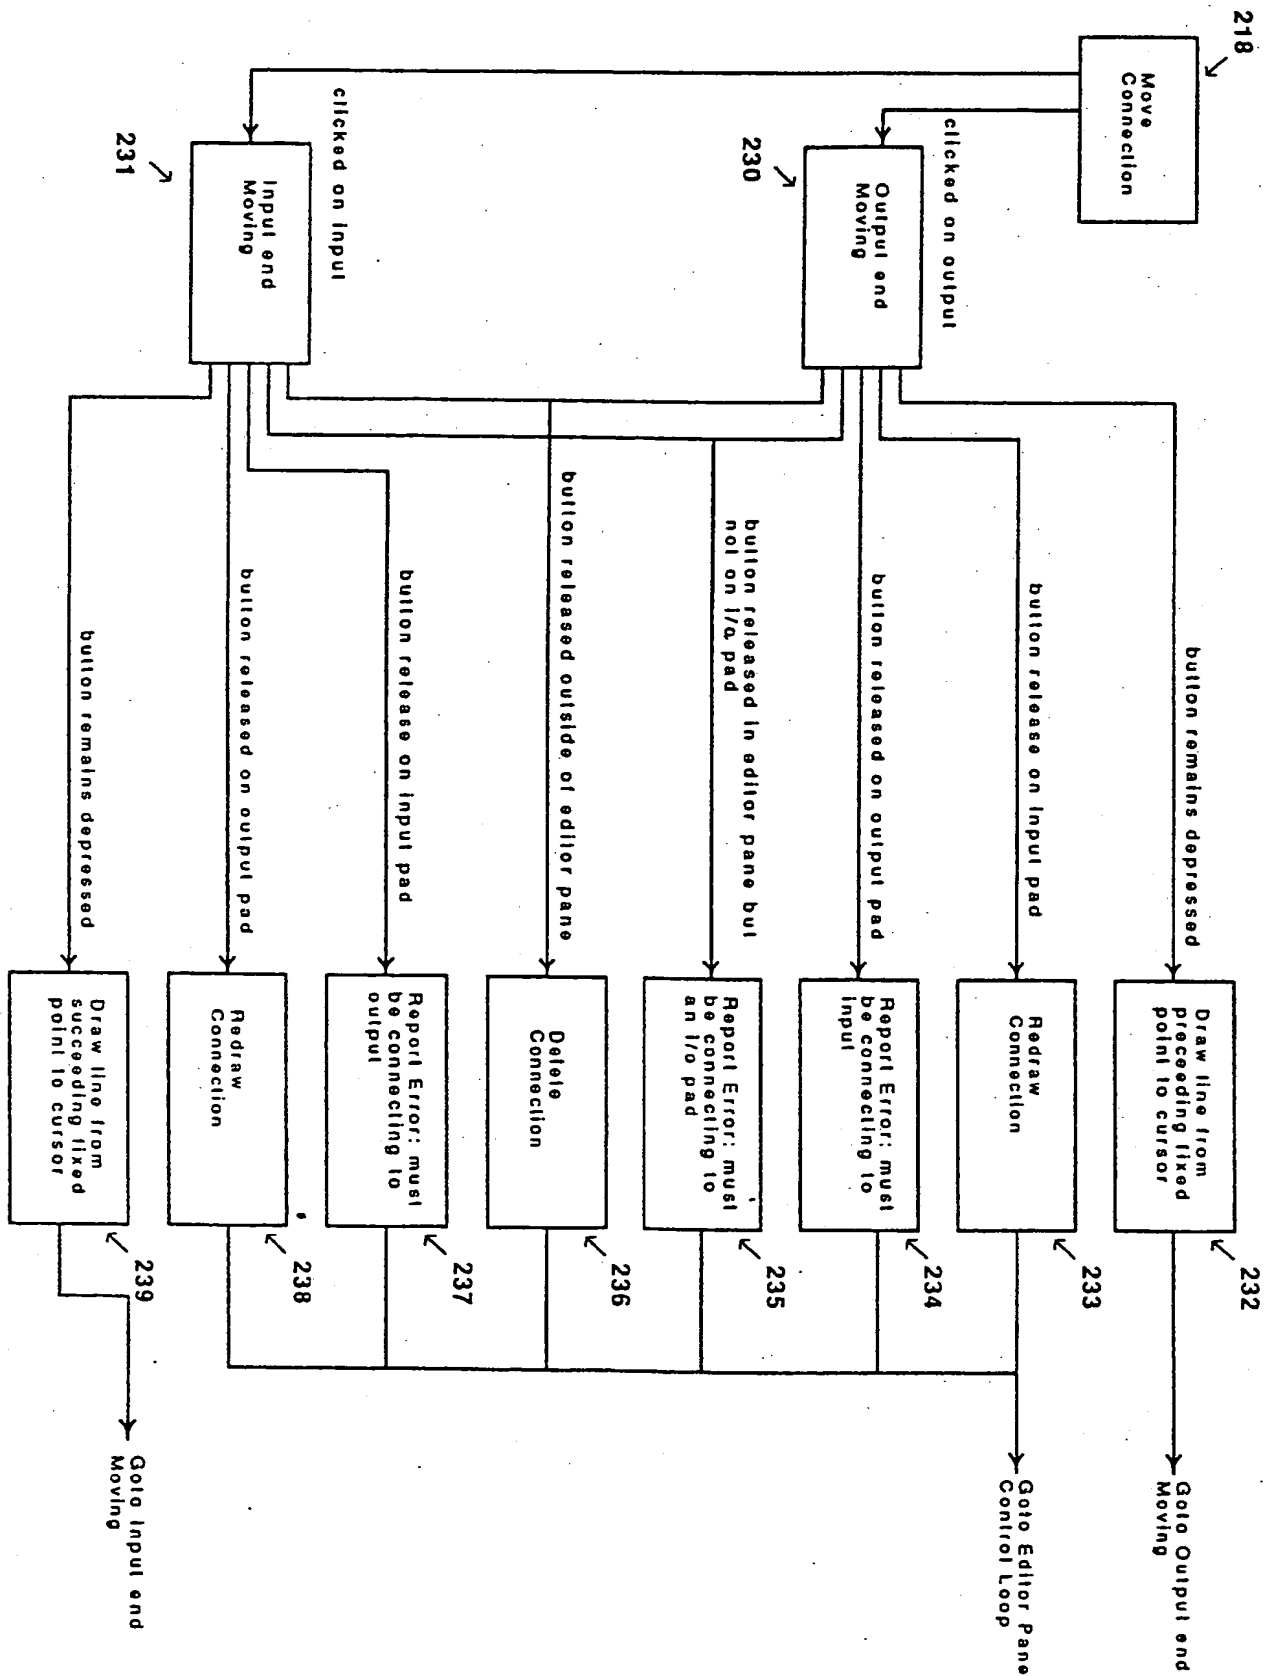 218
Move
Connection
clicked on output
clicked on input
230
Output end
Moving
231
Input end
Moving
button remains depressed
button release on input pad
button released on output pad
button released in editor pane but
not on i/o pad
button released outside of editor pane
button release on input pad
button released on output pad
button remains depressed
Draw line from
preceeding fixed
point to cursor
232
Redraw
Connection
233
Report Error: must
be connecting to
input
234
Report Error: must
be connecting to
an i/o pad
235
Delete
Connection
236
Report Error: must
be connecting to
output
237
Redraw
Connection
238
Draw line from
succeeding fixed
point to cursor
239
Goto Output end
Moving
Goto Editor Pane
Control Loop
Goto Input end
Moving